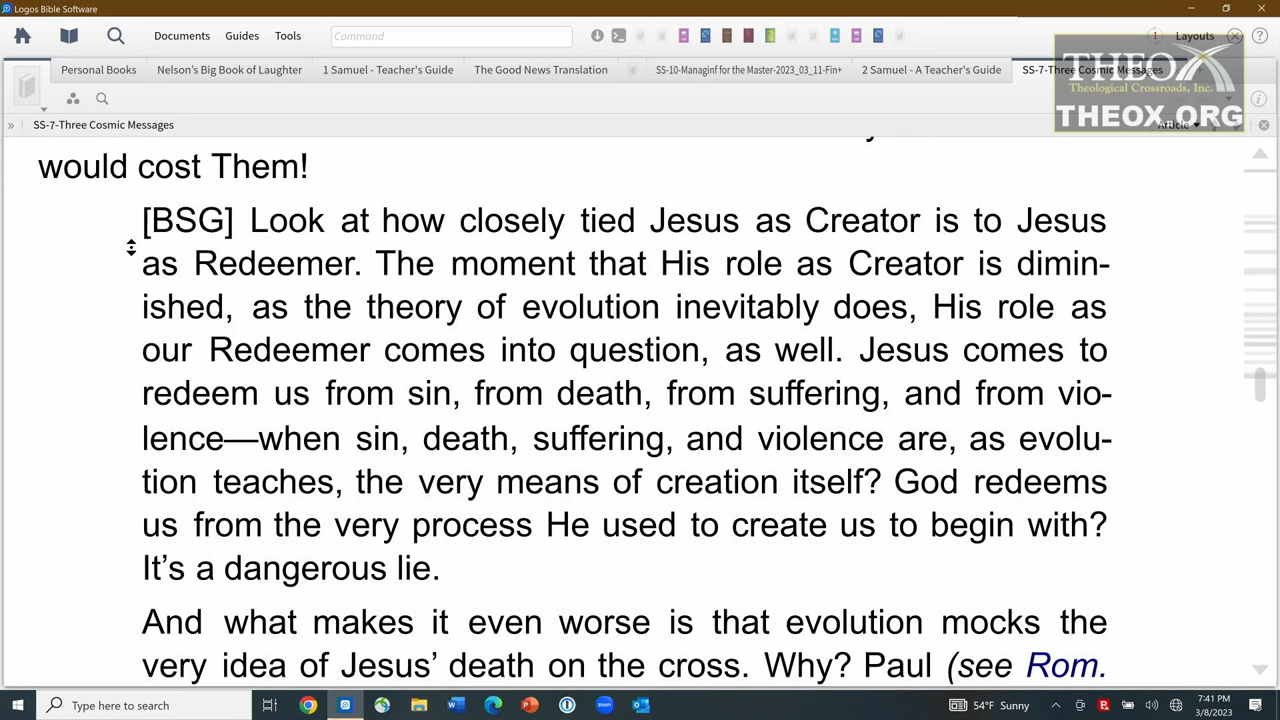 Logos Bible Software
Documents Guides Tools Command Layouts
Personal Books Nelson's Big Book of Laughter 1 Samuel The Good News Translation SS-10-Managinf for the Master-2023_03_11-Fin+ 2 Samuel - A Teacher's Guide SS-7-Three Cosmic Messages
THEOX
Theological Crossroads, Inc.
THEOX.ORG
SS-7-Three Cosmic Messages Article
would cost Them!
[BSG] Look at how closely tied Jesus as Creator is to Jesus
as Redeemer. The moment that His role as Creator is dimin-
ished, as the theory of evolution inevitably does, His role as
our Redeemer comes into question, as well. Jesus comes to
redeem us from sin, from death, from suffering, and from vio-
lence—when sin, death, suffering, and violence are, as evolu-
tion teaches, the very means of creation itself? God redeems
us from the very process He used to create us to begin with?
It's a dangerous lie.
And what makes it even worse is that evolution mocks the
very idea of Jesus' death on the cross. Why? Paul (see Rom.
Type here to search 54°F Sunny 7:41 PM
3/8/2023